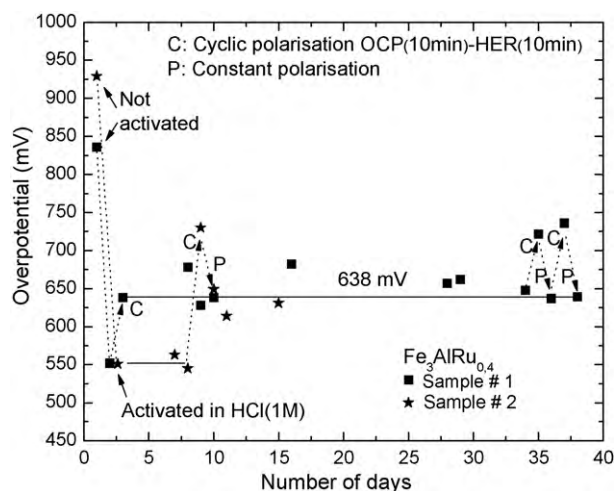 C: Cyclic polarisation OCP(10min)-HER(10min)
P: Constant polarisation
Not
activated
C
C
P
638 mV
C
P
C
P
Activated in HCl(1M)
Fe3AlRu0,4
Sample # 1
Sample # 2
Overpotential (mV)
1000
950
900
850
800
750
700
650
600
550
500
450
0
5
10
15
20
25
30
35
40
Number of days